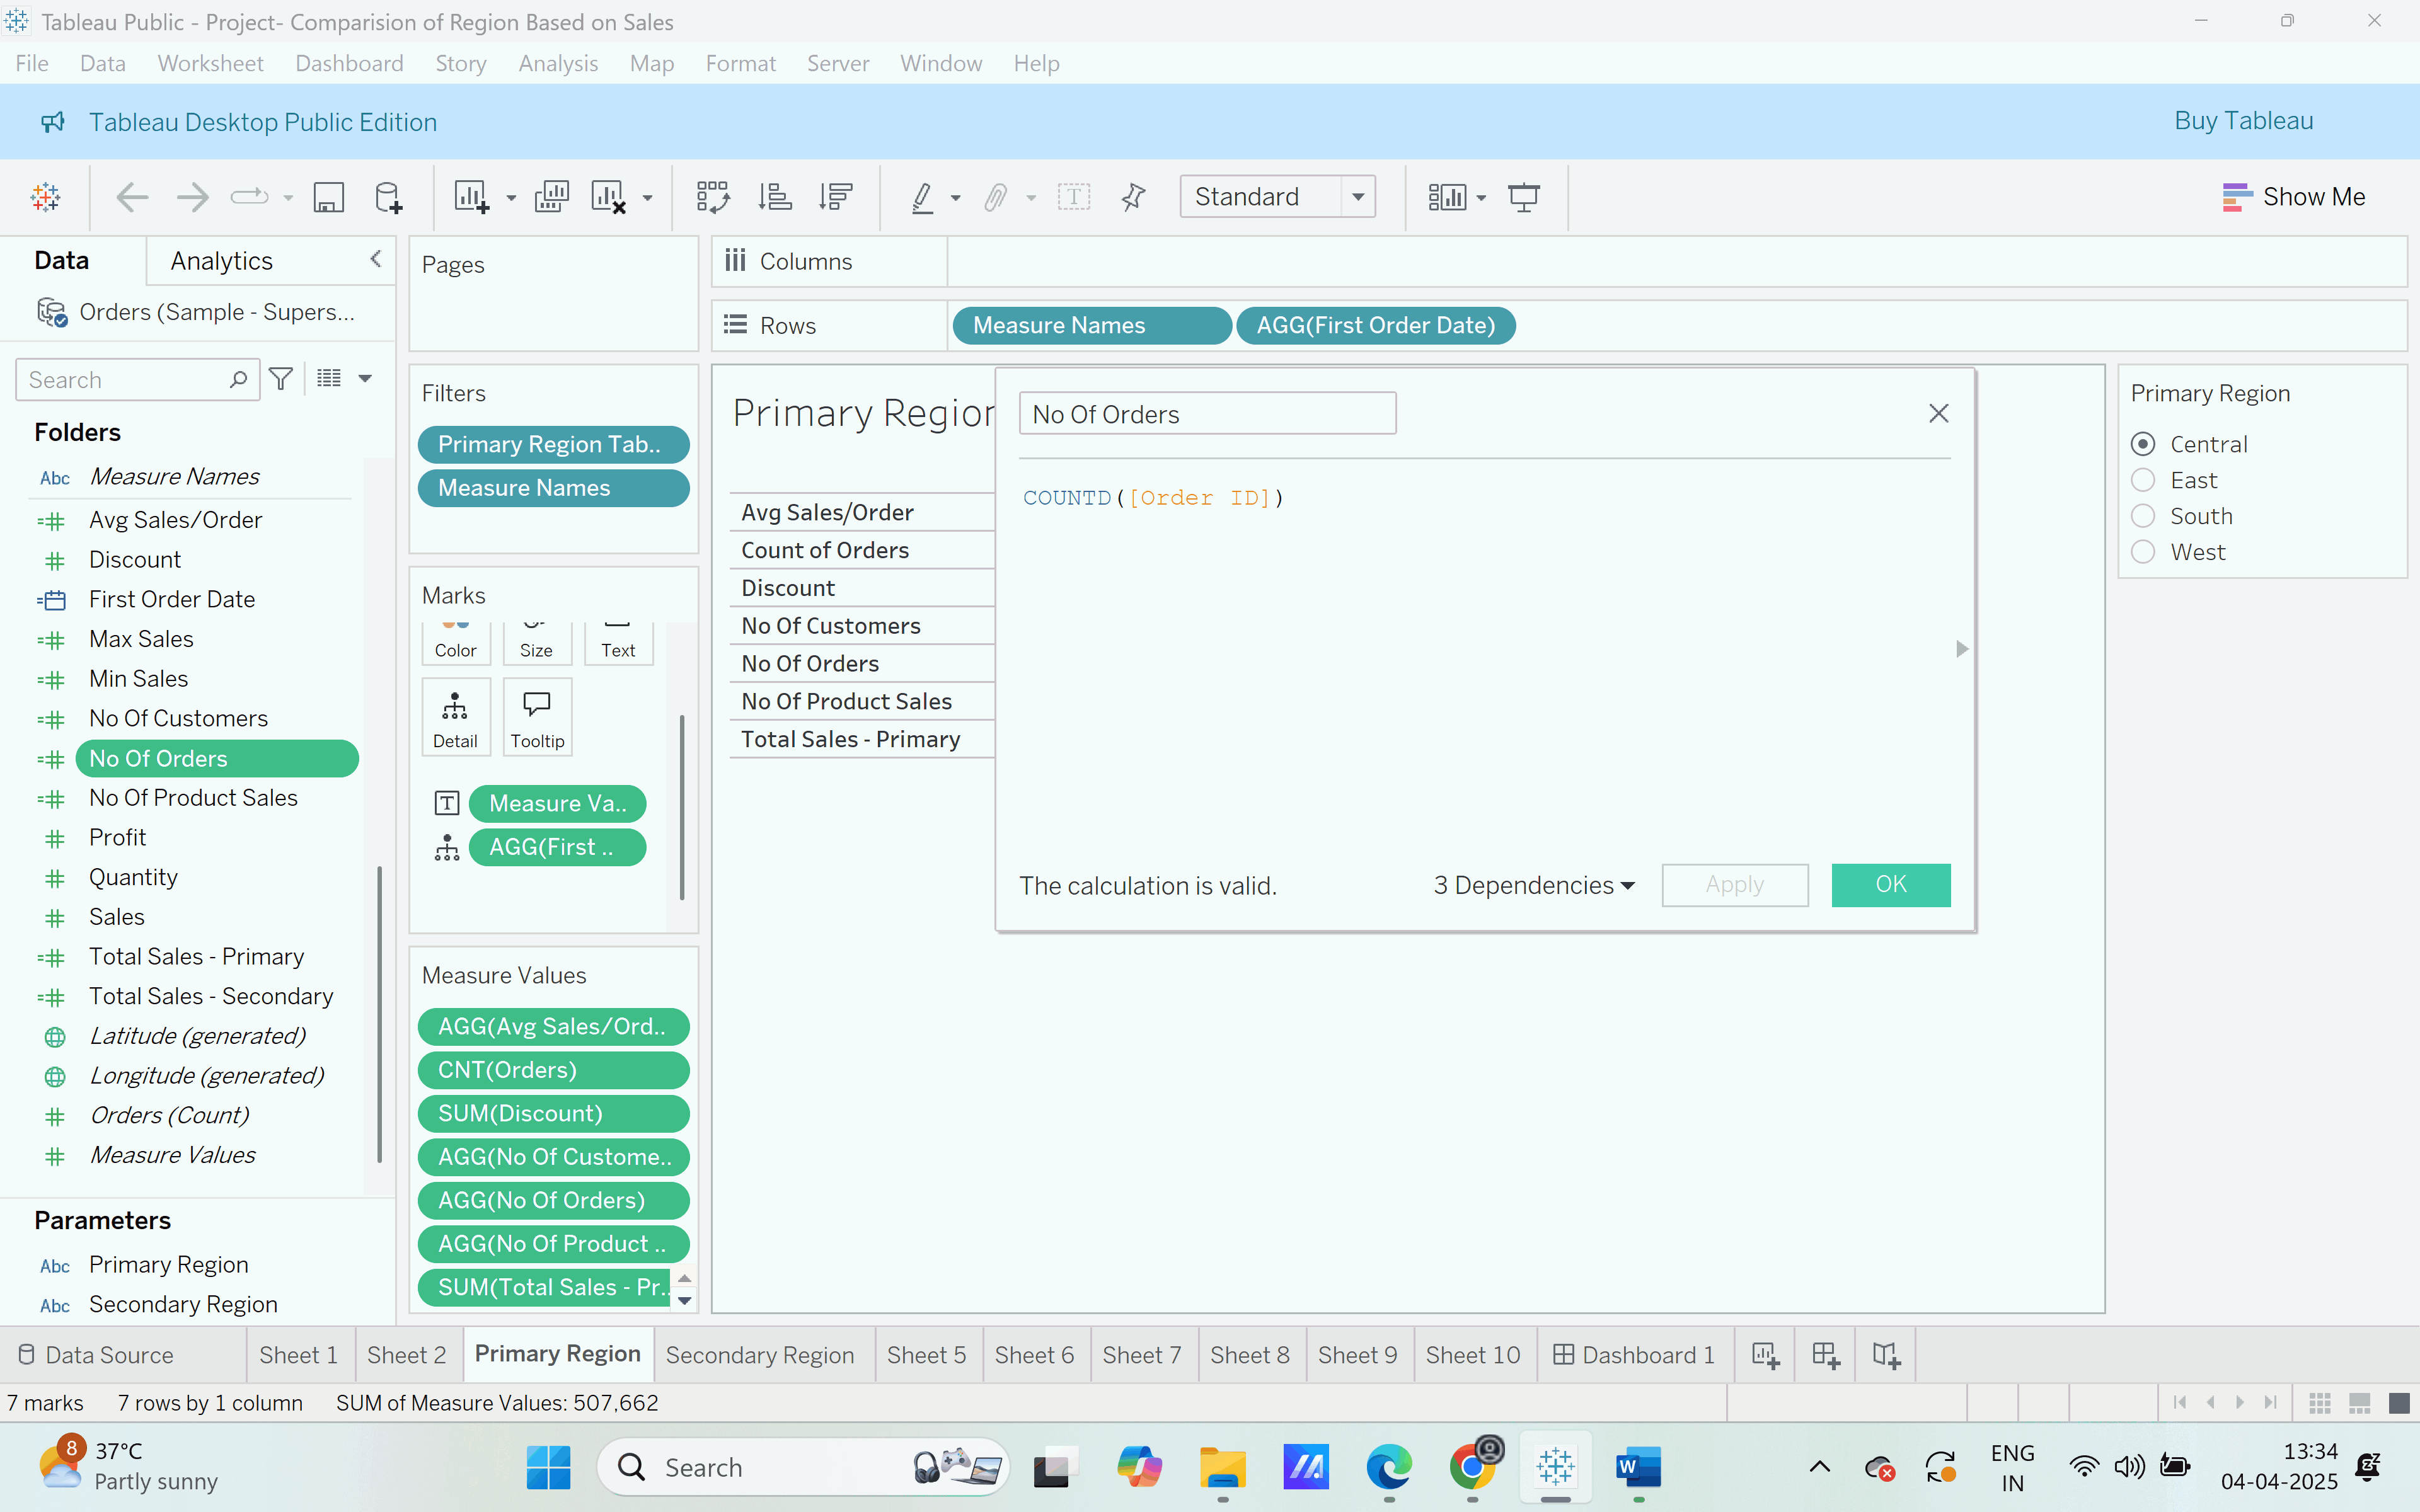 Tableau Public - Project- Comparision of Region Based on Sales
File Data Worksheet Dashboard Story Analysis Map Format Server Window Help
Tableau Desktop Public Edition
Buy Tableau
Standard
Show Me
Data
Analytics
Orders (Sample - Supers...
Search
Folders
Abc Measure Names
Avg Sales/Order
Discount
First Order Date
Max Sales
Min Sales
No Of Customers
No Of Orders
No Of Product Sales
Profit
Quantity
Sales
Total Sales - Primary
Total Sales - Secondary
Latitude (generated)
Longitude (generated)
Orders (Count)
Measure Values
Parameters
Abc Primary Region
Abc Secondary Region
Pages
Filters
Primary Region Tab..
Measure Names
Marks
Color Size Text
Detail Tooltip
Measure Va..
AGG(First ..
Measure Values
AGG(Avg Sales/Ord..
CNT(Orders)
SUM(Discount)
AGG(No Of Custome..
AGG(No Of Orders)
AGG(No Of Product ..
SUM(Total Sales - Pr..
Columns
Rows
Measure Names
AGG(First Order Date)
Primary Region
Avg Sales/Order
Count of Orders
Discount
No Of Customers
No Of Orders
No Of Product Sales
Total Sales - Primary
No Of Orders
COUNTD([Order ID])
The calculation is valid.
3 Dependencies
Apply
OK
Primary Region
Central
East
South
West
Data Source
Sheet 1
Sheet 2
Primary Region
Secondary Region
Sheet 5
Sheet 6
Sheet 7
Sheet 8
Sheet 9
Sheet 10
Dashboard 1
7 marks 7 rows by 1 column SUM of Measure Values: 507,662
8
37°C
Partly sunny
Search
ENG
IN
13:34
04-04-2025